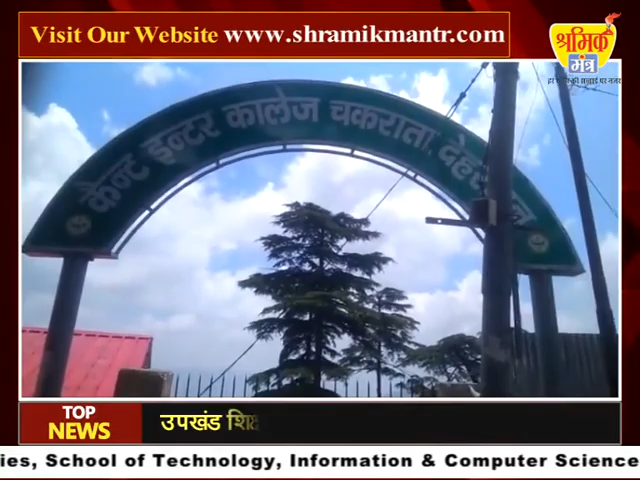 Visit Our Website www.shramikmantr.com
श्रमिक
मंत्र
कैन्ट इन्टर कालेज चकराता
TOP
NEWS
उपखंड
ies, School of Technology, Information & Computer Science